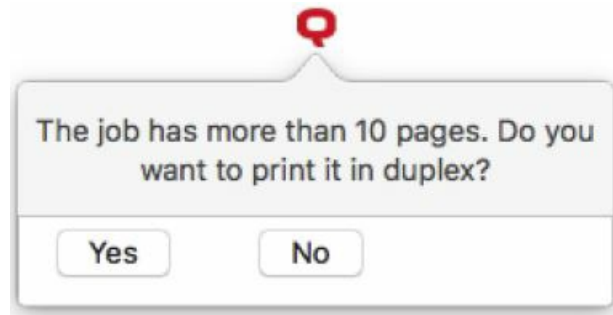 Q
The job has more than 10 pages. Do you
want to print it in duplex?
Yes No